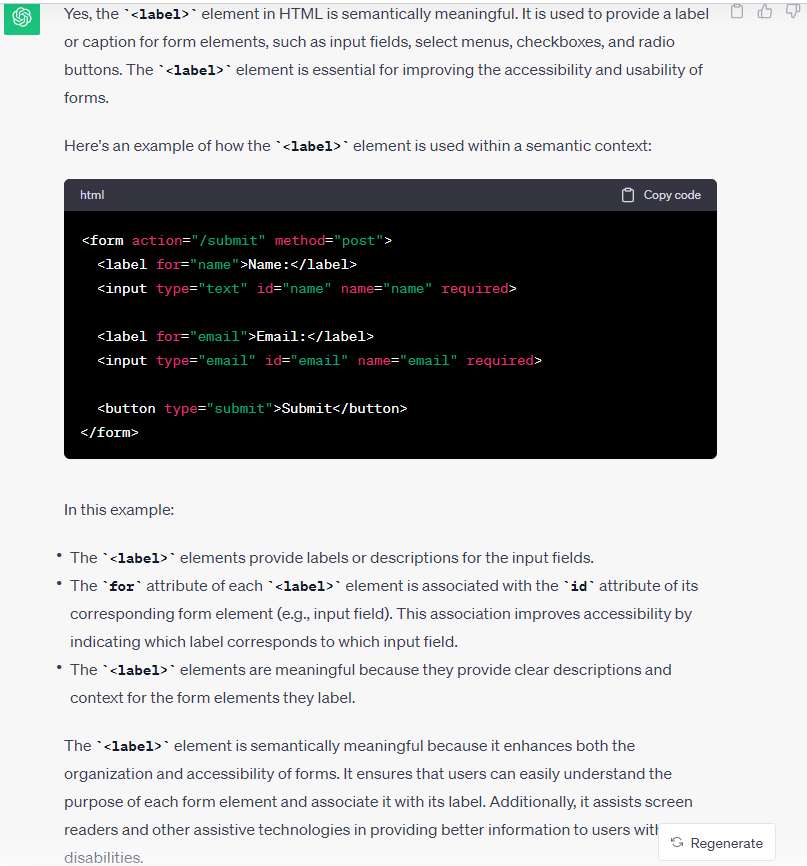 Yes, the `<label>` element in HTML is semantically meaningful. It is used to provide a label
or caption for form elements, such as input fields, select menus, checkboxes, and radio
buttons. The `<label>` element is essential for improving the accessibility and usability of
forms.
Here's an example of how the `<label>` element is used within a semantic context:
html Copy code
<form action="/submit" method="post">
  <label for="name">Name:</label>
  <input type="text" id="name" name="name" required>
  <label for="email">Email:</label>
  <input type="email" id="email" name="email" required>
  <button type="submit">Submit</button>
</form>
In this example:
• The `<label>` elements provide labels or descriptions for the input fields.
• The `for` attribute of each `<label>` element is associated with the `id` attribute of its
corresponding form element (e.g., input field). This association improves accessibility by
indicating which label corresponds to which input field.
• The `<label>` elements are meaningful because they provide clear descriptions and
context for the form elements they label.
The `<label>` element is semantically meaningful because it enhances both the
organization and accessibility of forms. It ensures that users can easily understand the
purpose of each form element and associate it with its label. Additionally, it assists screen
readers and other assistive technologies in providing better information to users with
disabilities.
Regenerate